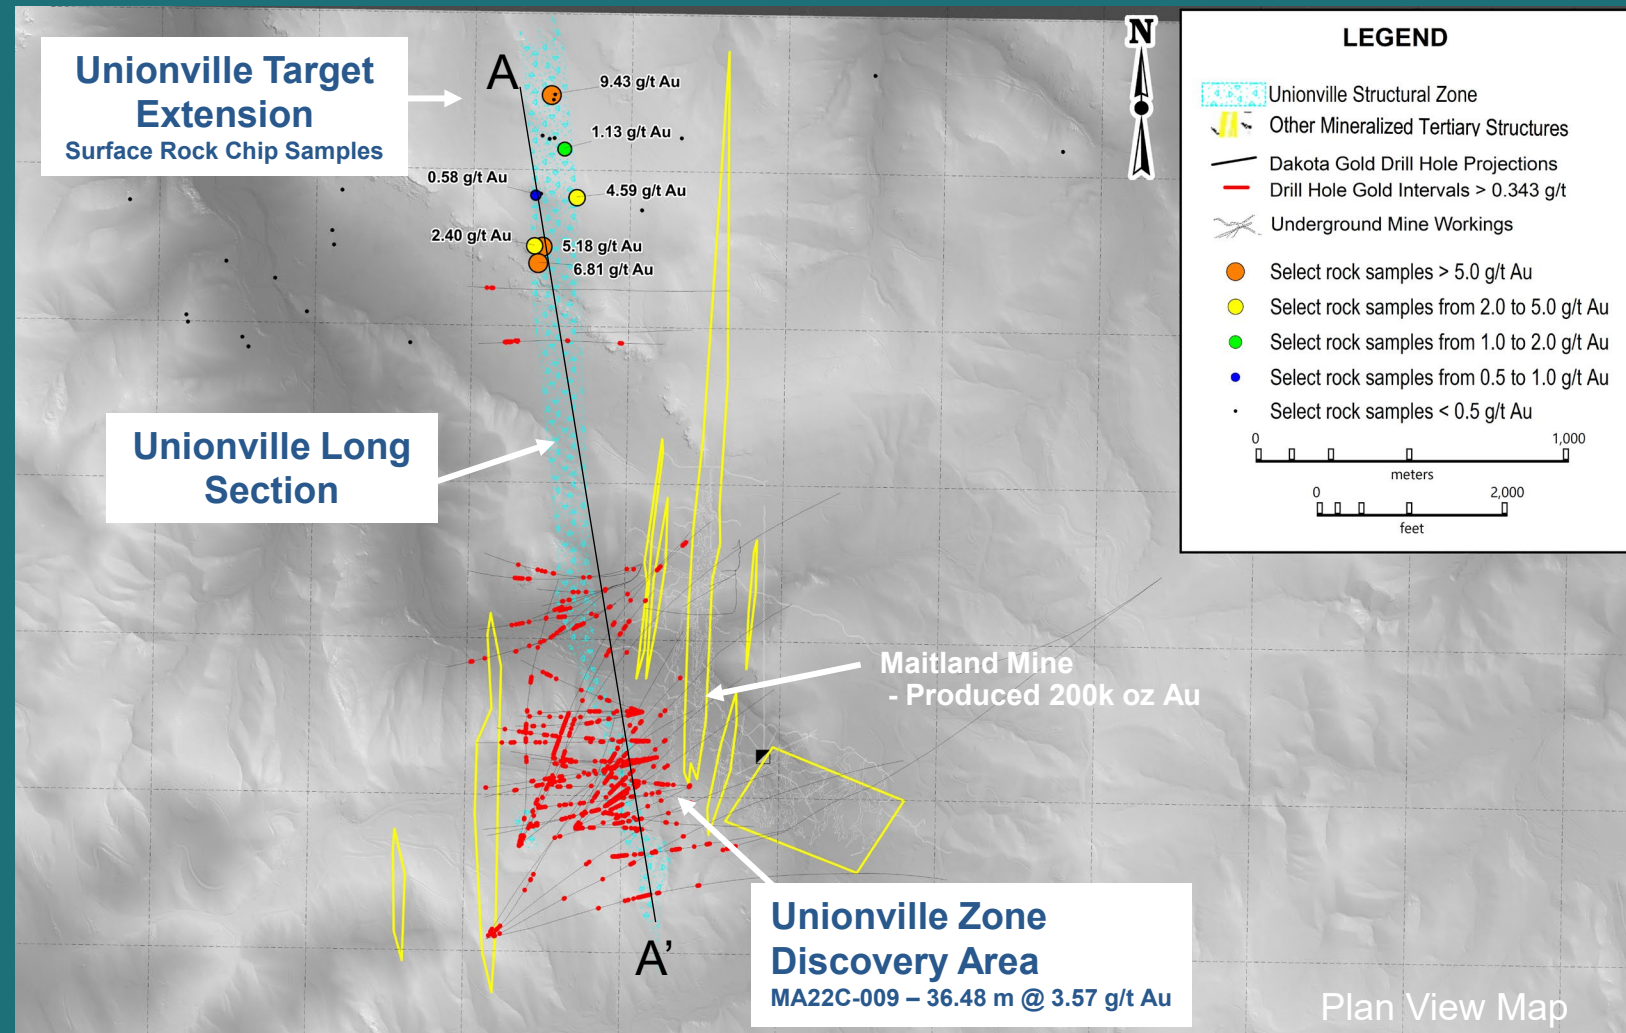 Unionville Target
Extension
Surface Rock Chip Samples
A
9.43 g/t Au
1.13 g/t Au
0.58 g/t Au
4.59 g/t Au
2.40 g/t Au
5.18 g/t Au
6.81 g/t Au
N
LEGEND
Unionville Structural Zone
Other Mineralized Tertiary Structures
Dakota Gold Drill Hole Projections
Drill Hole Gold Intervals > 0.343 g/t
Underground Mine Workings
Select rock samples > 5.0 g/t Au
Select rock samples from 2.0 to 5.0 g/t Au
Select rock samples from 1.0 to 2.0 g/t Au
Select rock samples from 0.5 to 1.0 g/t Au
Select rock samples < 0.5 g/t Au
0 1,000
meters
0 2,000
feet
Unionville Long
Section
Maitland Mine
- Produced 200k oz Au
Unionville Zone
Discovery Area
MA22C-009 – 36.48 m @ 3.57 g/t Au
A’
Plan View Map